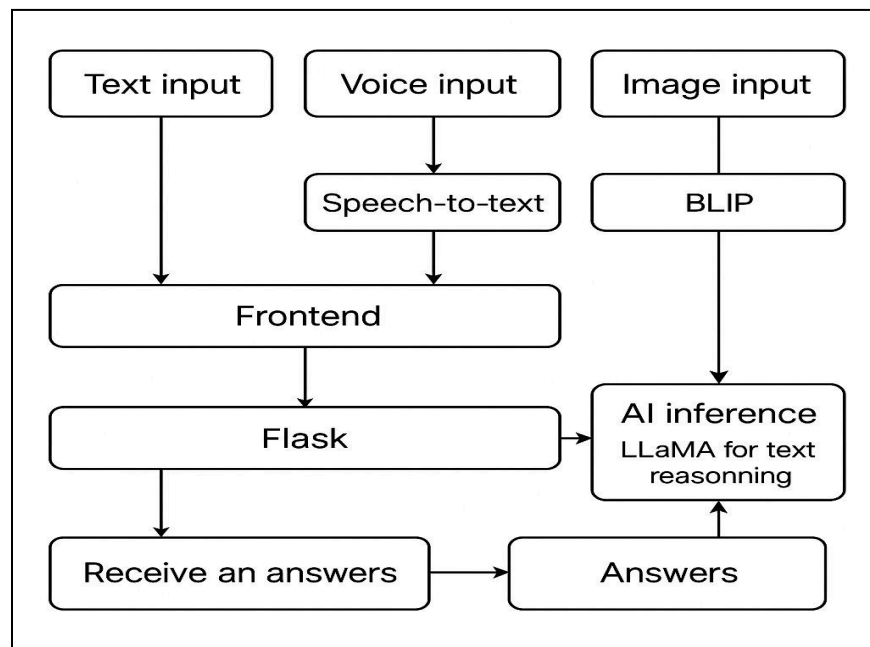 Text input
Voice input
Image input
Speech-to-text
BLIP
Frontend
Flask
AI inference
LLaMA for text
reasonning
Receive an answers
Answers